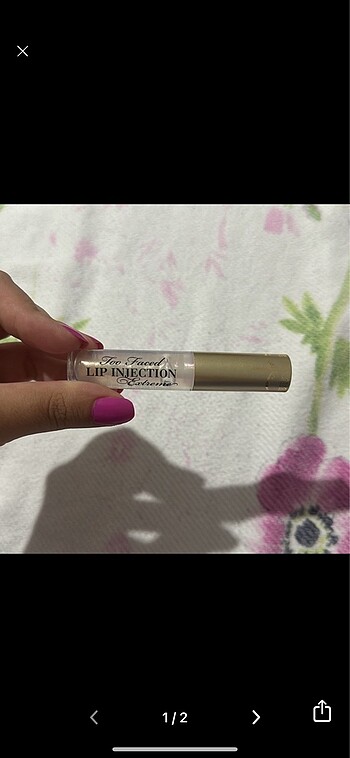 Too Faced
LIP INJECTION
Extreme
1/2